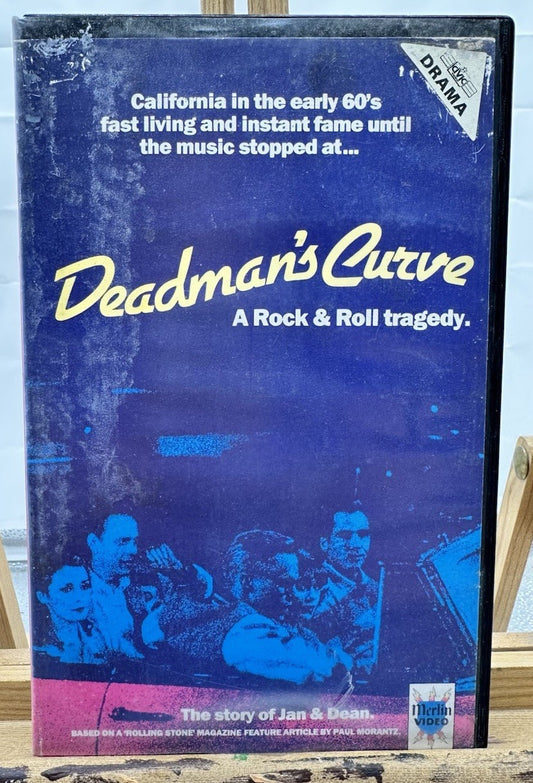 California in the early 60's
fast living and instant fame until
the music stopped at...
DRAMA
Deadman's Curve
A Rock & Roll tragedy.
The story of Jan & Dean.
BASED ON A 'ROLLING STONE' MAGAZINE FEATURE ARTICLE BY PAUL MORANTZ.
Merlin
VIDEO